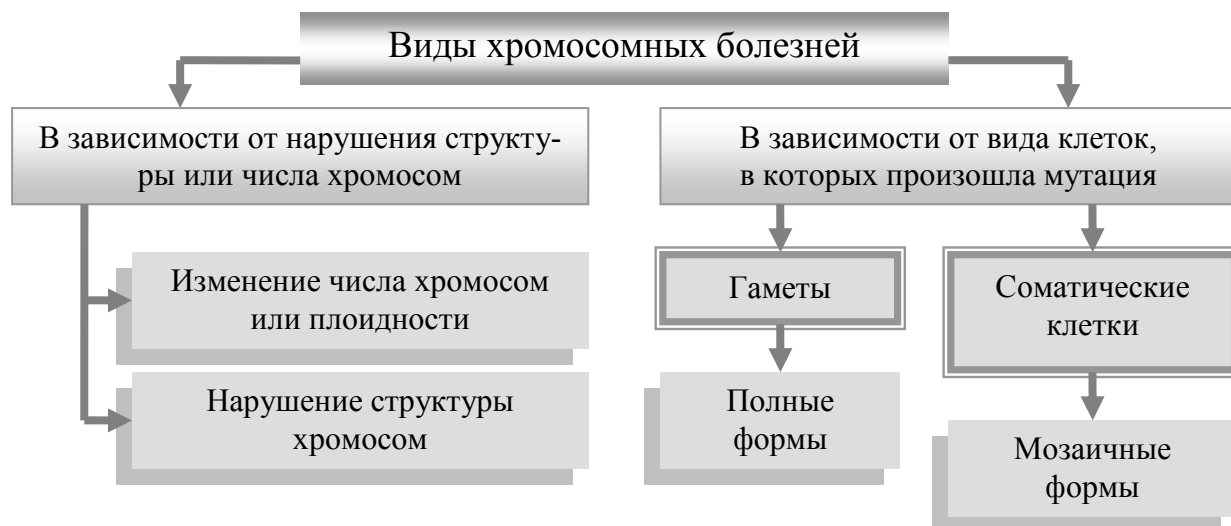 Виды хромосомных болезней
В зависимости от нарушения структу-
ры или числа хромосом
Изменение числа хромосом
или плоидности
Нарушение структуры
хромосом
В зависимости от вида клеток,
в которых произошла мутация
Гаметы
Полные
формы
Соматические
клетки
Мозаичные
формы